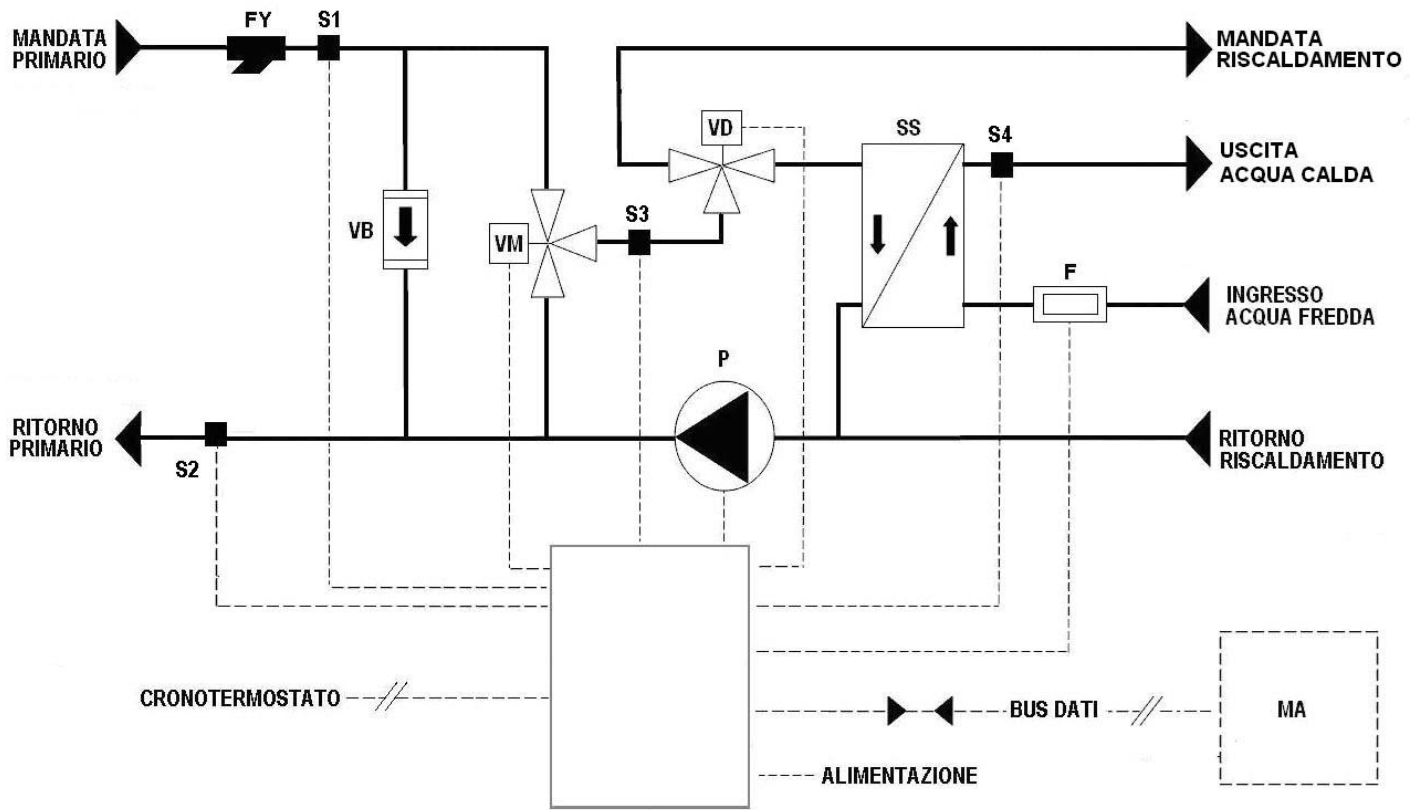 MANDATA
PRIMARIO
FY
S1
MANDATA
RISCALDAMENTO
VD
SS
S4
USCITA
ACQUA CALDA
VB
VM
S3
F
INGRESSO
ACQUA FREDDA
P
RITORNO
PRIMARIO
S2
RITORNO
RISCALDAMENTO
CRONOTERMOSTATO
BUS DATI
MA
ALIMENTAZIONE